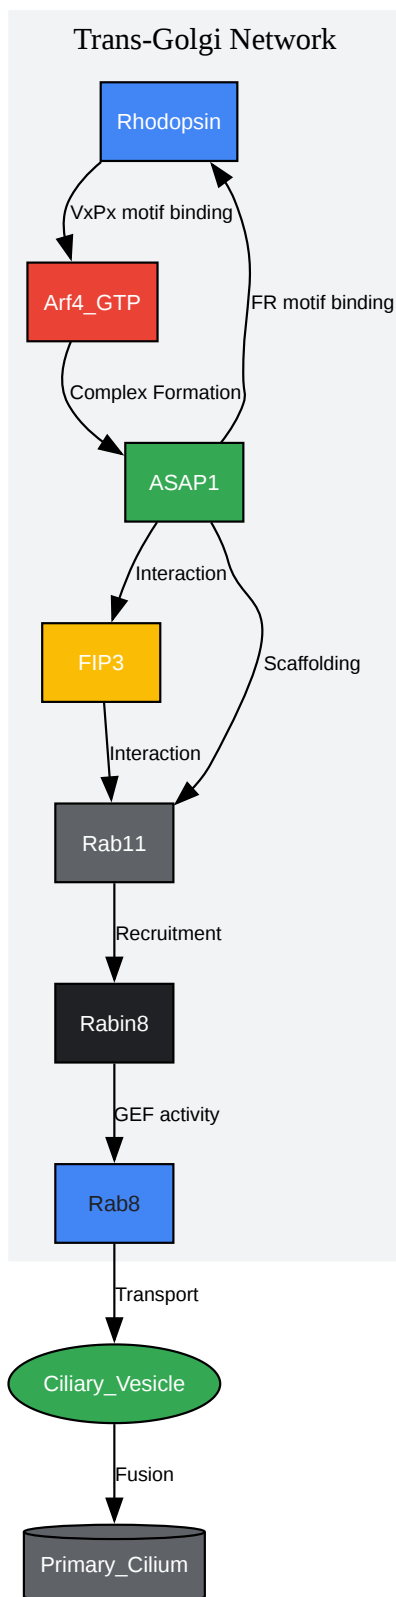 Trans-Golgi Network
Rhodopsin
VxPx motif binding
Arf4_GTP
FR motif binding
Complex Formation
ASAP1
Interaction
FIP3
Scaffolding
Interaction
Rab11
Recruitment
Rabin8
GEF activity
Rab8
Transport
Ciliary_Vesicle
Fusion
Primary_Cilium